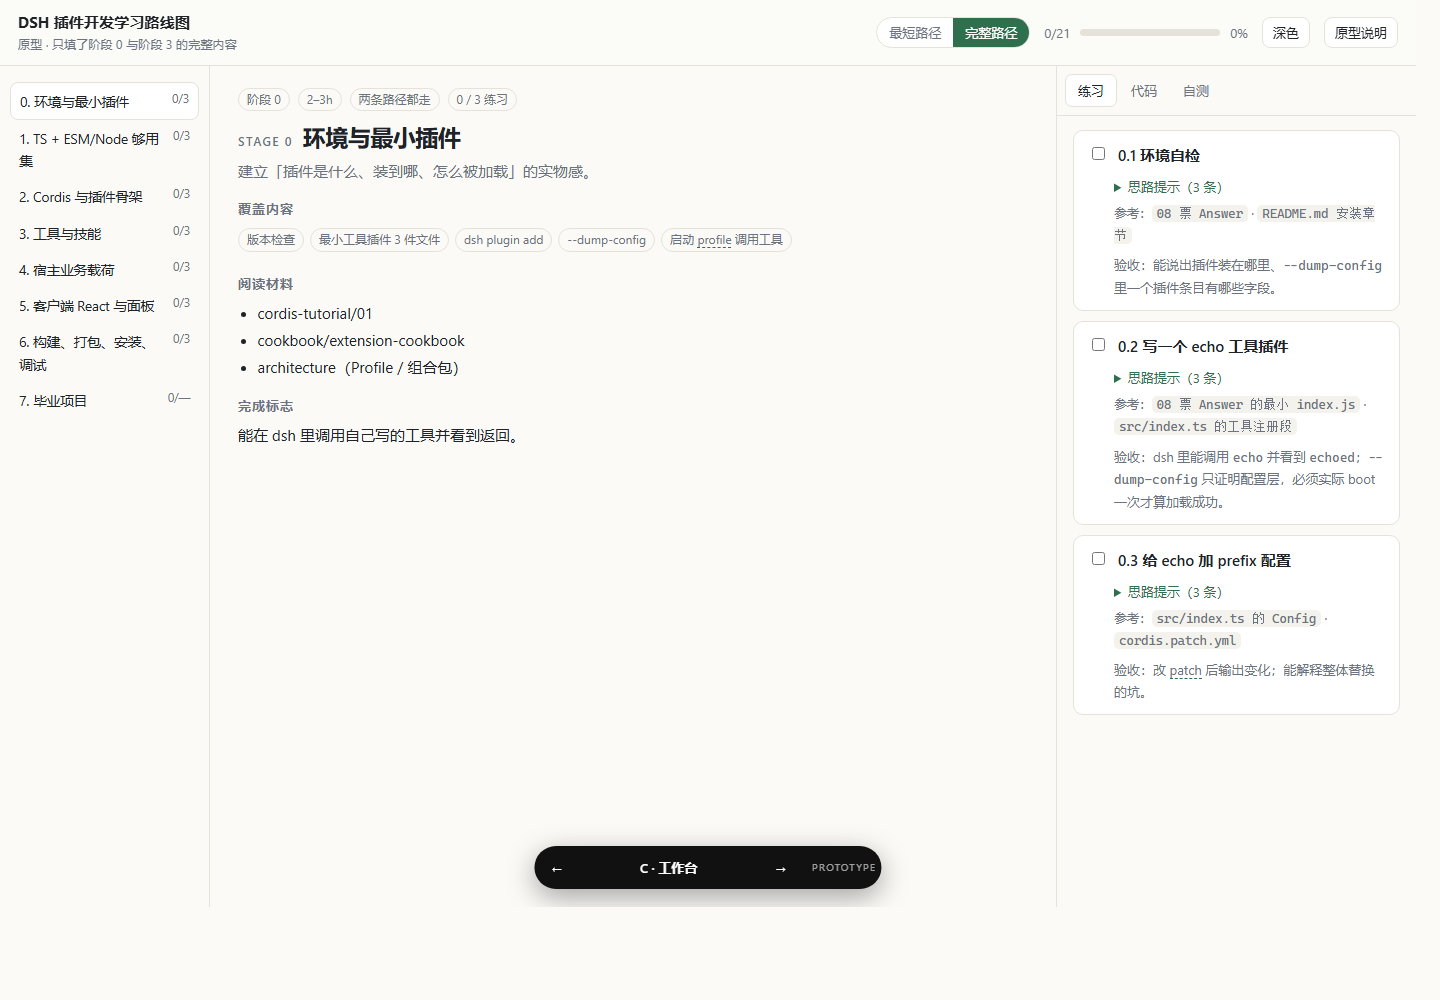 DSH 插件开发学习路线图
原型 · 只填了阶段 0 与阶段 3 的完整内容
最短路径 完整路径 0/21 0% 深色 原型说明
0. 环境与最小插件 0/3
1. TS + ESM/Node 够用 0/3
集
2. Cordis 与插件骨架 0/3
3. 工具与技能 0/3
4. 宿主业务载荷 0/3
5. 客户端 React 与面板 0/3
6. 构建、打包、安装、 0/3
调试
7. 毕业项目 0/—
阶段 0 2–3h 两条路径都走 0 / 3 练习
STAGE 0 环境与最小插件
建立「插件是什么、装到哪、怎么被加载」的实物感。
覆盖内容
版本检查 最小工具插件 3 件文件 dsh plugin add --dump-config 启动 profile 调用工具
阅读材料
• cordis-tutorial/01
• cookbook/extension-cookbook
• architecture（Profile / 组合包）
完成标志
能在 dsh 里调用自己写的工具并看到返回。
练习 代码 自测
0.1 环境自检
▶ 思路提示（3 条）
参考： 08 票 Answer · README.md 安装章
节
验收：能说出插件装在哪里、--dump-config
里一个插件条目有哪些字段。
0.2 写一个 echo 工具插件
▶ 思路提示（3 条）
参考： 08 票 Answer 的最小 index.js ·
src/index.ts 的工具注册段
验收：dsh 里能调用 echo 并看到 echoed；--
dump-config 只证明配置层，必须实际 boot
一次才算加载成功。
0.3 给 echo 加 prefix 配置
▶ 思路提示（3 条）
参考： src/index.ts 的 Config ·
cordis.patch.yml
验收：改 patch 后输出变化；能解释整体替换
的坑。
← C · 工作台 → PROTOTYPE